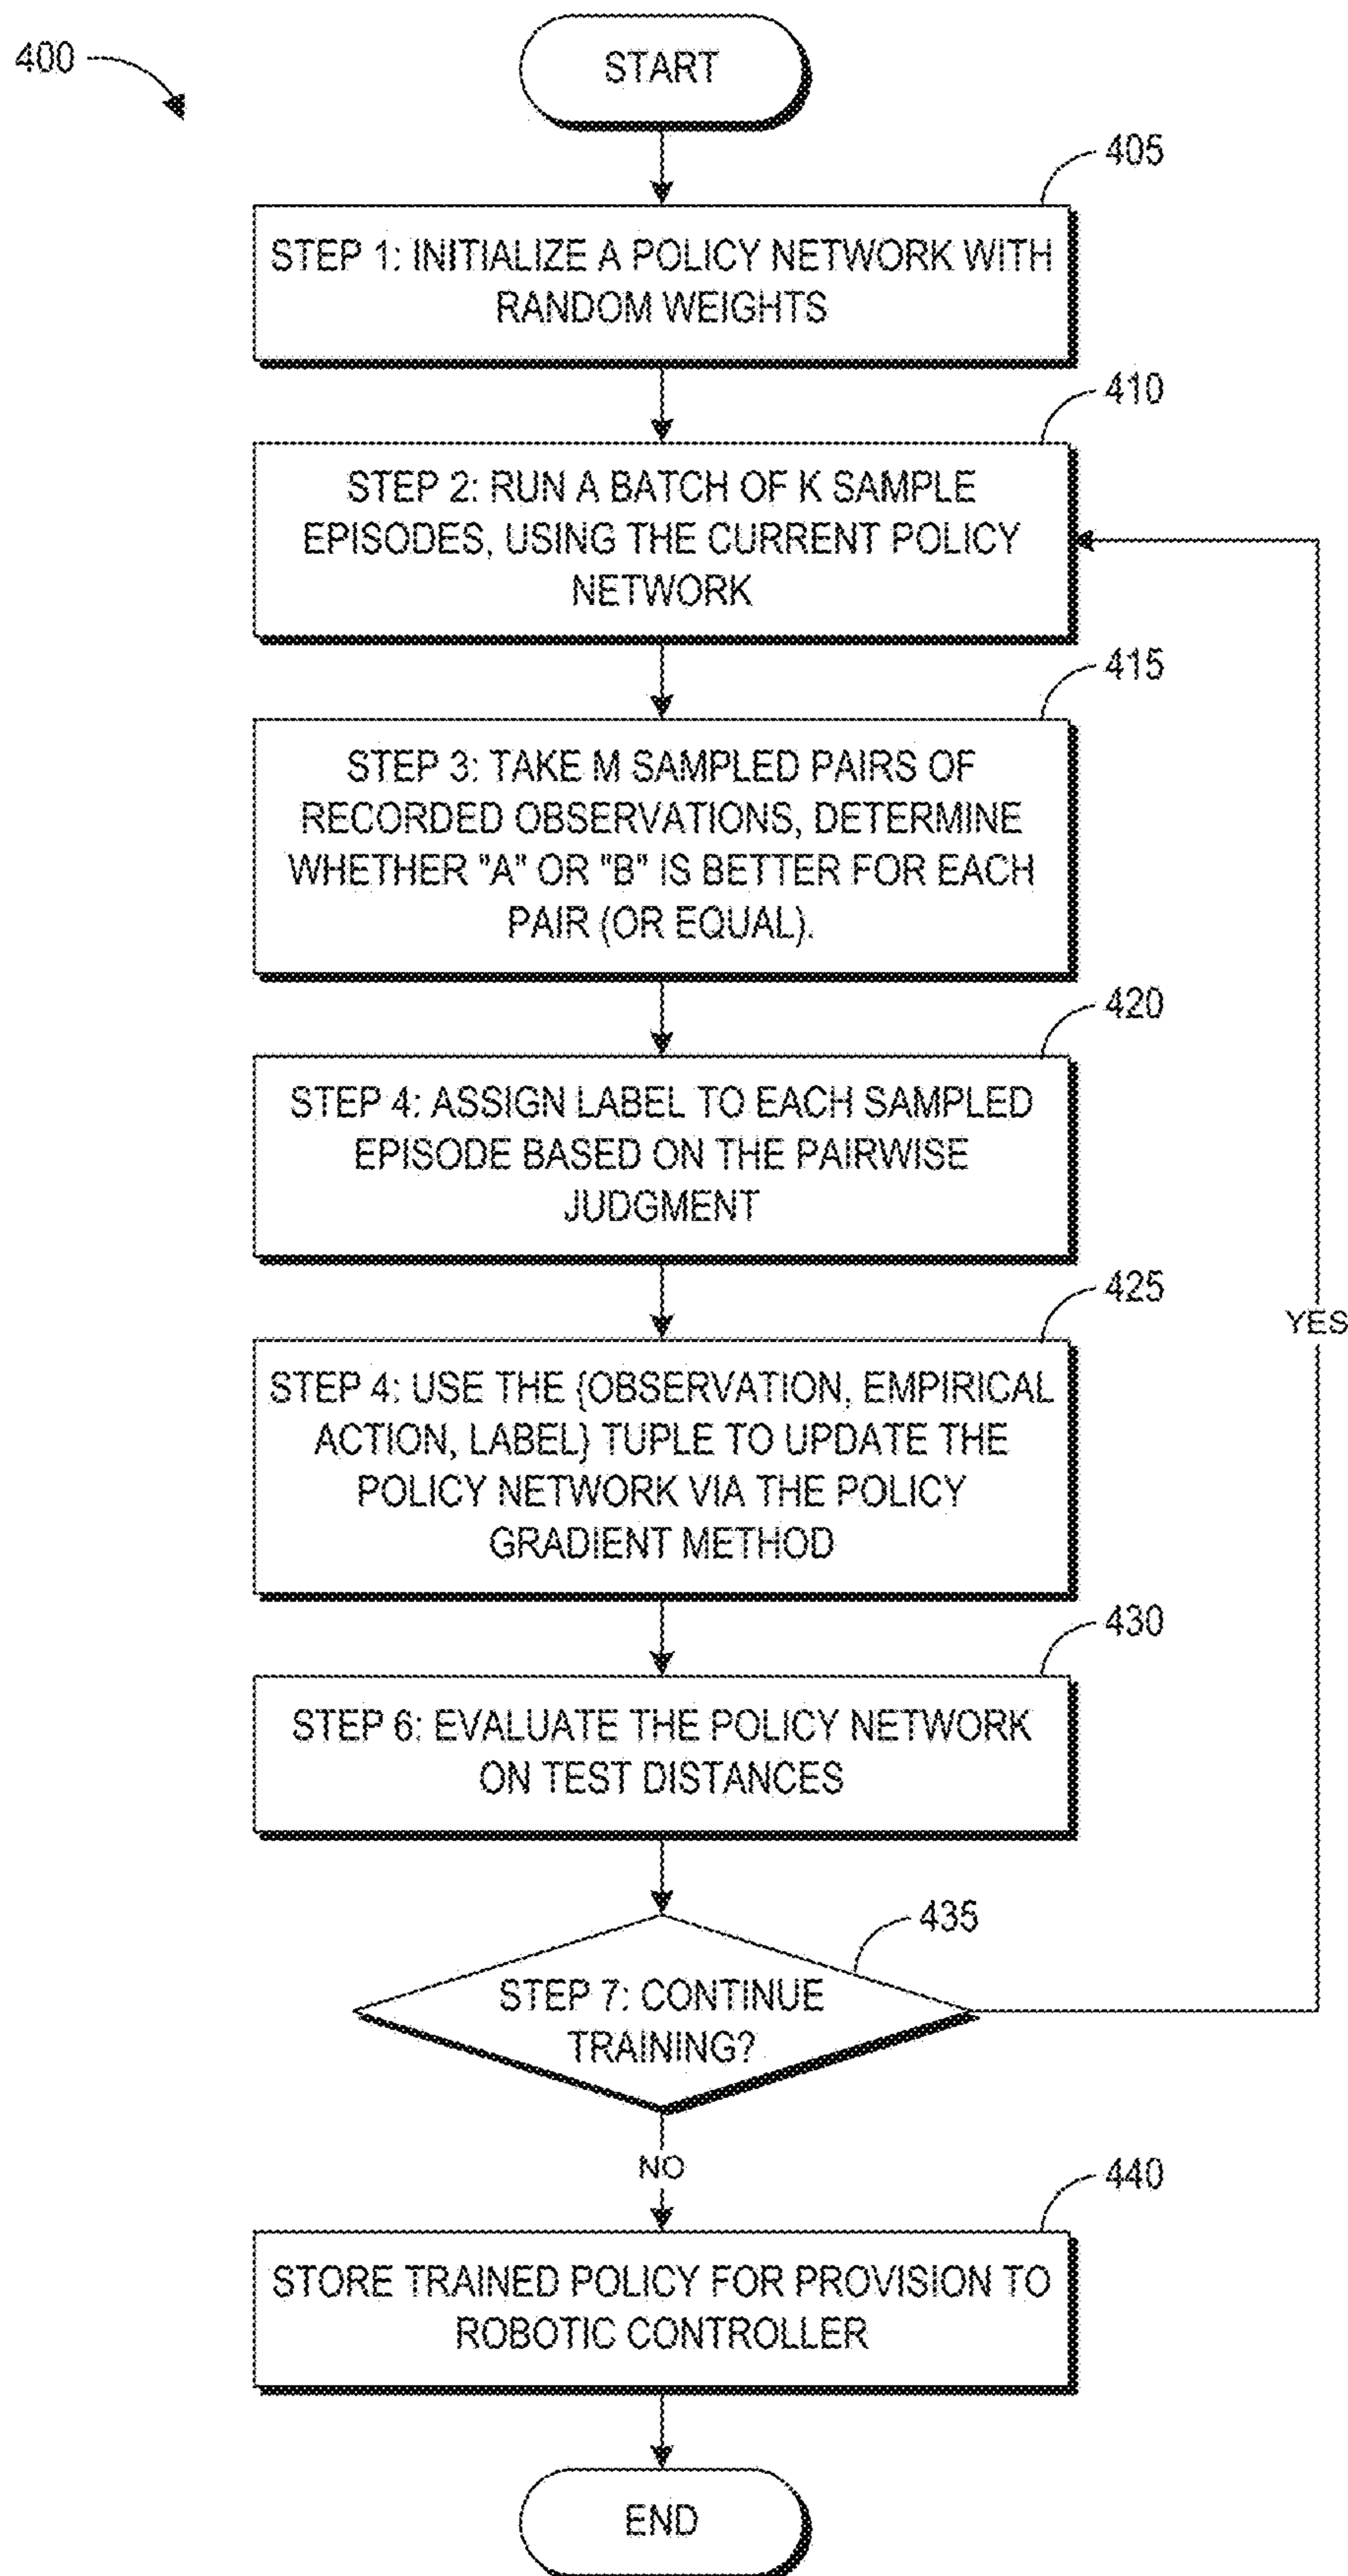 400
START
405
STEP 1: INITIALIZE A POLICY NETWORK WITH
RANDOM WEIGHTS
410
STEP 2: RUN A BATCH OF K SAMPLE
EPISODES, USING THE CURRENT POLICY
NETWORK
415
STEP 3: TAKE M SAMPLED PAIRS OF
RECORDED OBSERVATIONS, DETERMINE
WHETHER "A" OR "B" IS BETTER FOR EACH
PAIR (OR EQUAL).
420
STEP 4: ASSIGN LABEL TO EACH SAMPLED
EPISODE BASED ON THE PAIRWISE
JUDGMENT
425
STEP 4: USE THE {OBSERVATION, EMPIRICAL
ACTION, LABEL} TUPLE TO UPDATE THE
POLICY NETWORK VIA THE POLICY
GRADIENT METHOD
YES
430
STEP 6: EVALUATE THE POLICY NETWORK
ON TEST DISTANCES
435
STEP 7: CONTINUE
TRAINING?
NO
440
STORE TRAINED POLICY FOR PROVISION TO
ROBOTIC CONTROLLER
END